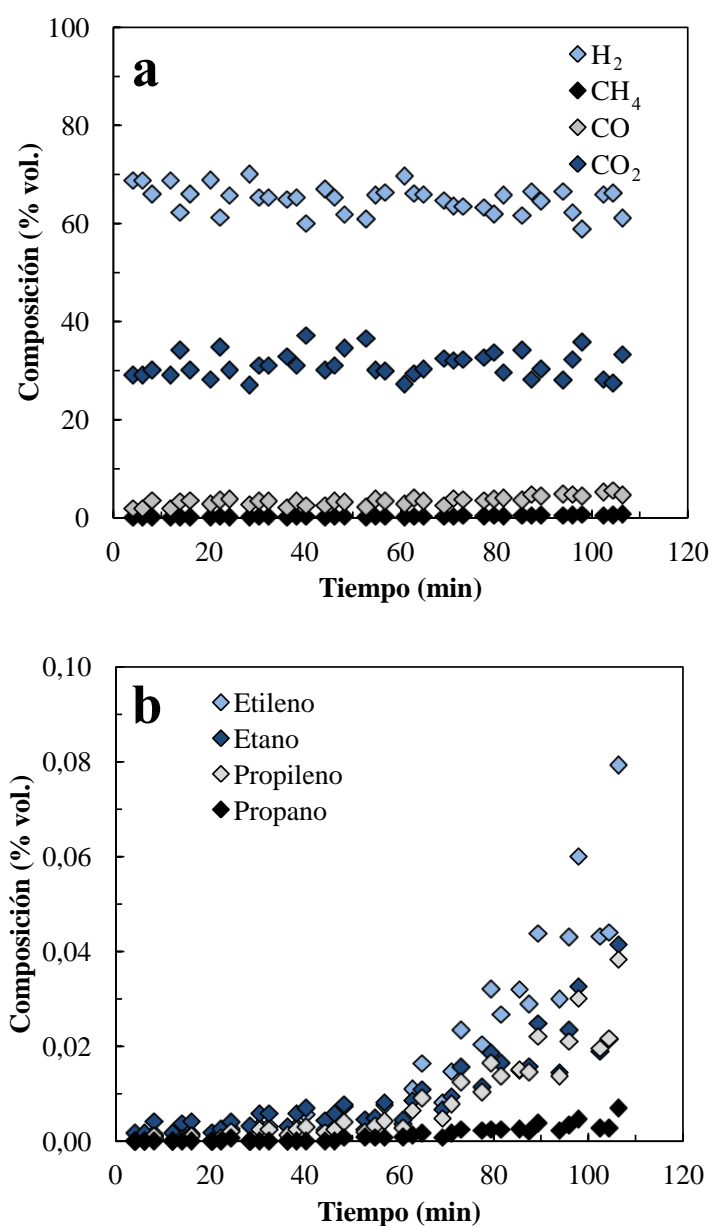 100
a
H2
CH4
CO
CO2
80
60
40
20
0
Composición (% vol.)
0 20 40 60 80 100 120
Tiempo (min)
0,10
b
Etileno
Etano
Propileno
Propano
0,08
0,06
0,04
0,02
0,00
Composición (% vol.)
0 20 40 60 80 100 120
Tiempo (min)